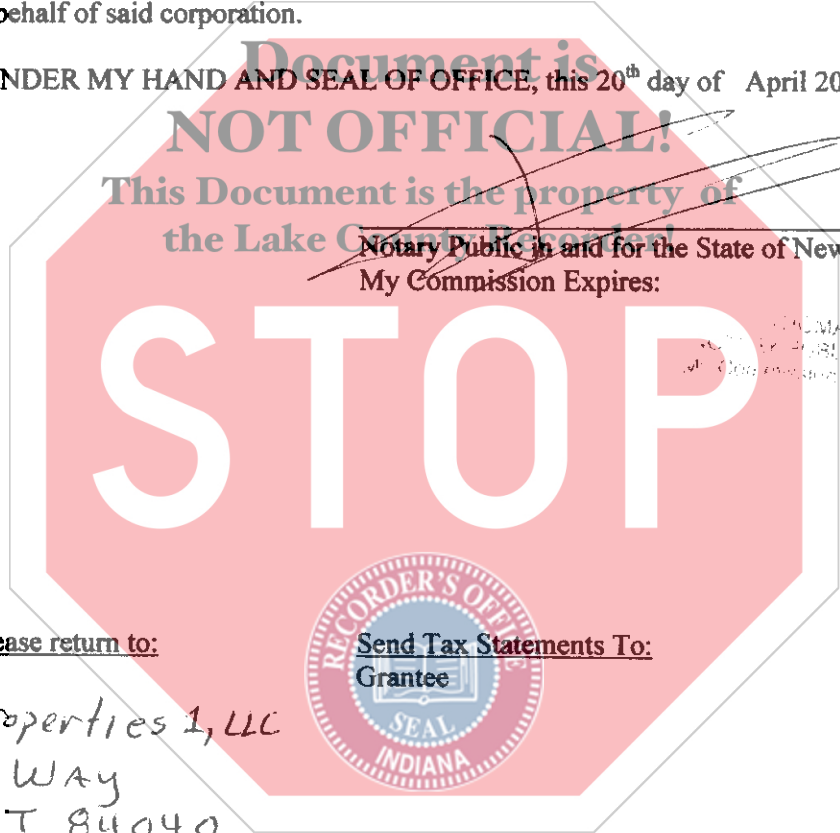 behalf of said corporation.
Document is
NDER MY HAND AND SEAL OF OFFICE, this 20th day of April 20
NOT OFFICIAL!
This Document is the property of
the Lake County Recorder!
Notary Public in and for the State of New
My Commission Expires:
STOP
RECORDER'S OFFICE
ease return to:
Send Tax Statements To:
Grantee
operties 1, LLC
SEAL
INDIANA
WAY
T 84040